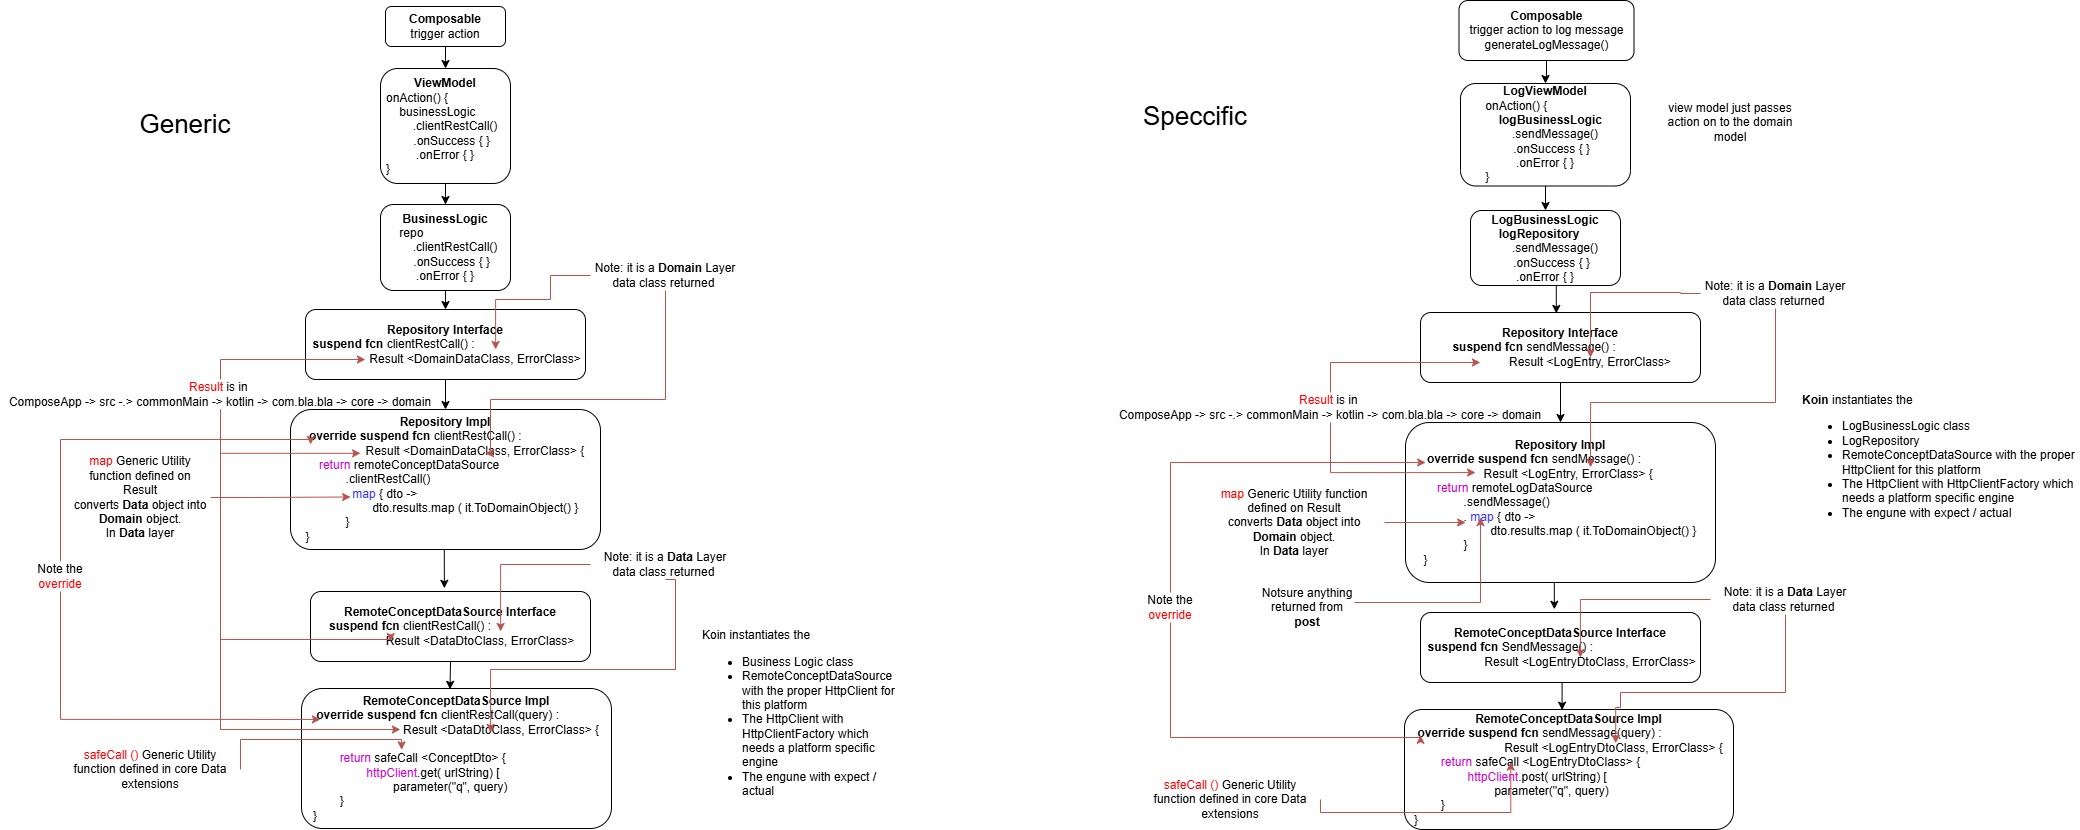 Generic
Composable
trigger action
ViewModel
onAction() {
businessLogic
.clientRestCall()
.onSuccess { }
.onError { }
}
BusinessLogic
repo
.clientRestCall()
.onSuccess { }
.onError { }
Note: it is a Domain Layer
data class returned
Repository Interface
suspend fcn clientRestCall() :
Result <DomainDataClass, ErrorClass>
Result is in
ComposeApp -> src -.> commonMain -> kotlin -> com.bla.bla -> core -> domain
Repository Impl
override suspend fcn clientRestCall() :
Result <DomainDataClass, ErrorClass> {
return remoteConceptDataSource
.clientRestCall()
map { dto ->
dto.results.map ( it.ToDomainObject() }
}
}
map Generic Utility
function defined on
Result
converts Data object into
Domain object.
In Data layer
Note the
override
Note: it is a Data Layer
data class returned
RemoteConceptDataSource Interface
suspend fcn clientRestCall() :
Result <DataDtoClass, ErrorClass>
RemoteConceptDataSource Impl
override suspend fcn clientRestCall(query) :
Result <DataDtoClass, ErrorClass> {
return safeCall <ConceptDto> {
httpClient.get( urlString) [
parameter("q", query)
}
}
safeCall () Generic Utility
function defined in core Data
extensions
Koin instantiates the
• Business Logic class
• RemoteConceptDataSource
with the proper HttpClient for
this platform
• The HttpClient with
HttpClientFactory which
needs a platform specific
engine
• The engune with expect /
actual
Speccific
Composable
trigger action to log message
generateLogMessage()
LogViewModel
onAction() {
logBusinessLogic
.sendMessage()
.onSuccess { }
.onError { }
}
view model just passes
action on to the domain
model
LogBusinessLogic
logRepository
.sendMessage()
.onSuccess { }
.onError { }
Note: it is a Domain Layer
data class returned
Repository Interface
suspend fcn sendMessage() :
Result <LogEntry, ErrorClass>
Result is in
ComposeApp -> src -.> commonMain -> kotlin -> com.bla.bla -> core -> domain
Repository Impl
override suspend fcn sendMessage() :
Result <LogEntry, ErrorClass> {
return remoteLogDataSource
.sendMessage()
. map { dto ->
dto.results.map ( it.ToDomainObject() }
}
}
map Generic Utility function
defined on Result
converts Data object into
Domain object.
In Data layer
Notsure anything
returned from
post
Note the
override
Note: it is a Data Layer
data class returned
RemoteConceptDataSource Interface
suspend fcn SendMessage() :
Result <LogEntryDtoClass, ErrorClass>
RemoteConceptDataSource Impl
override suspend fcn sendMessage(query) :
Result <LogEntryDtoClass, ErrorClass> {
return safeCall <LogEntryDtoClass> {
httpClient.post( urlString) [
parameter("q", query)
}
}
safeCall () Generic Utility
function defined in core Data
extensions
Koin instantiates the
• LogBusinessLogic class
• LogRepository
• RemoteConceptDataSource with the proper
HttpClient for this platform
• The HttpClient with HttpClientFactory which
needs a platform specific engine
• The engune with expect / actual